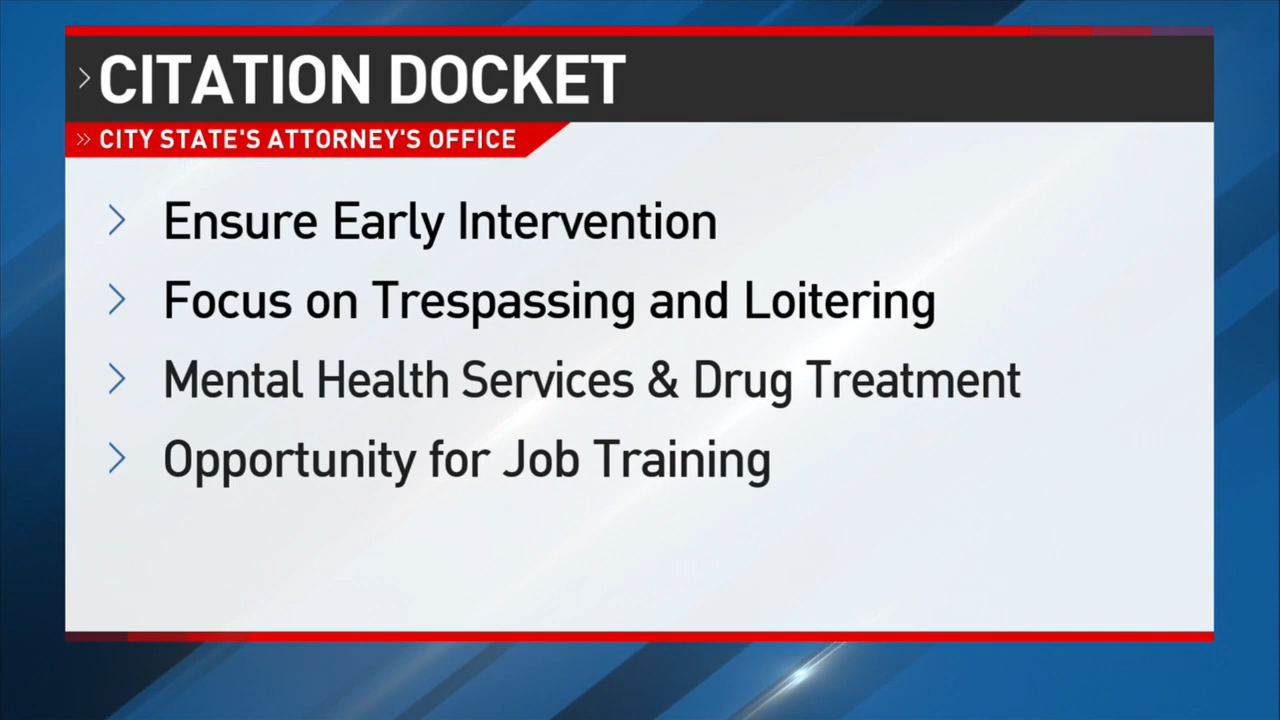 CITATION DOCKET
CITY STATE'S ATTORNEY'S OFFICE
Ensure Early Intervention
Focus on Trespassing and Loitering
Mental Health Services & Drug Treatment
Opportunity for Job Training